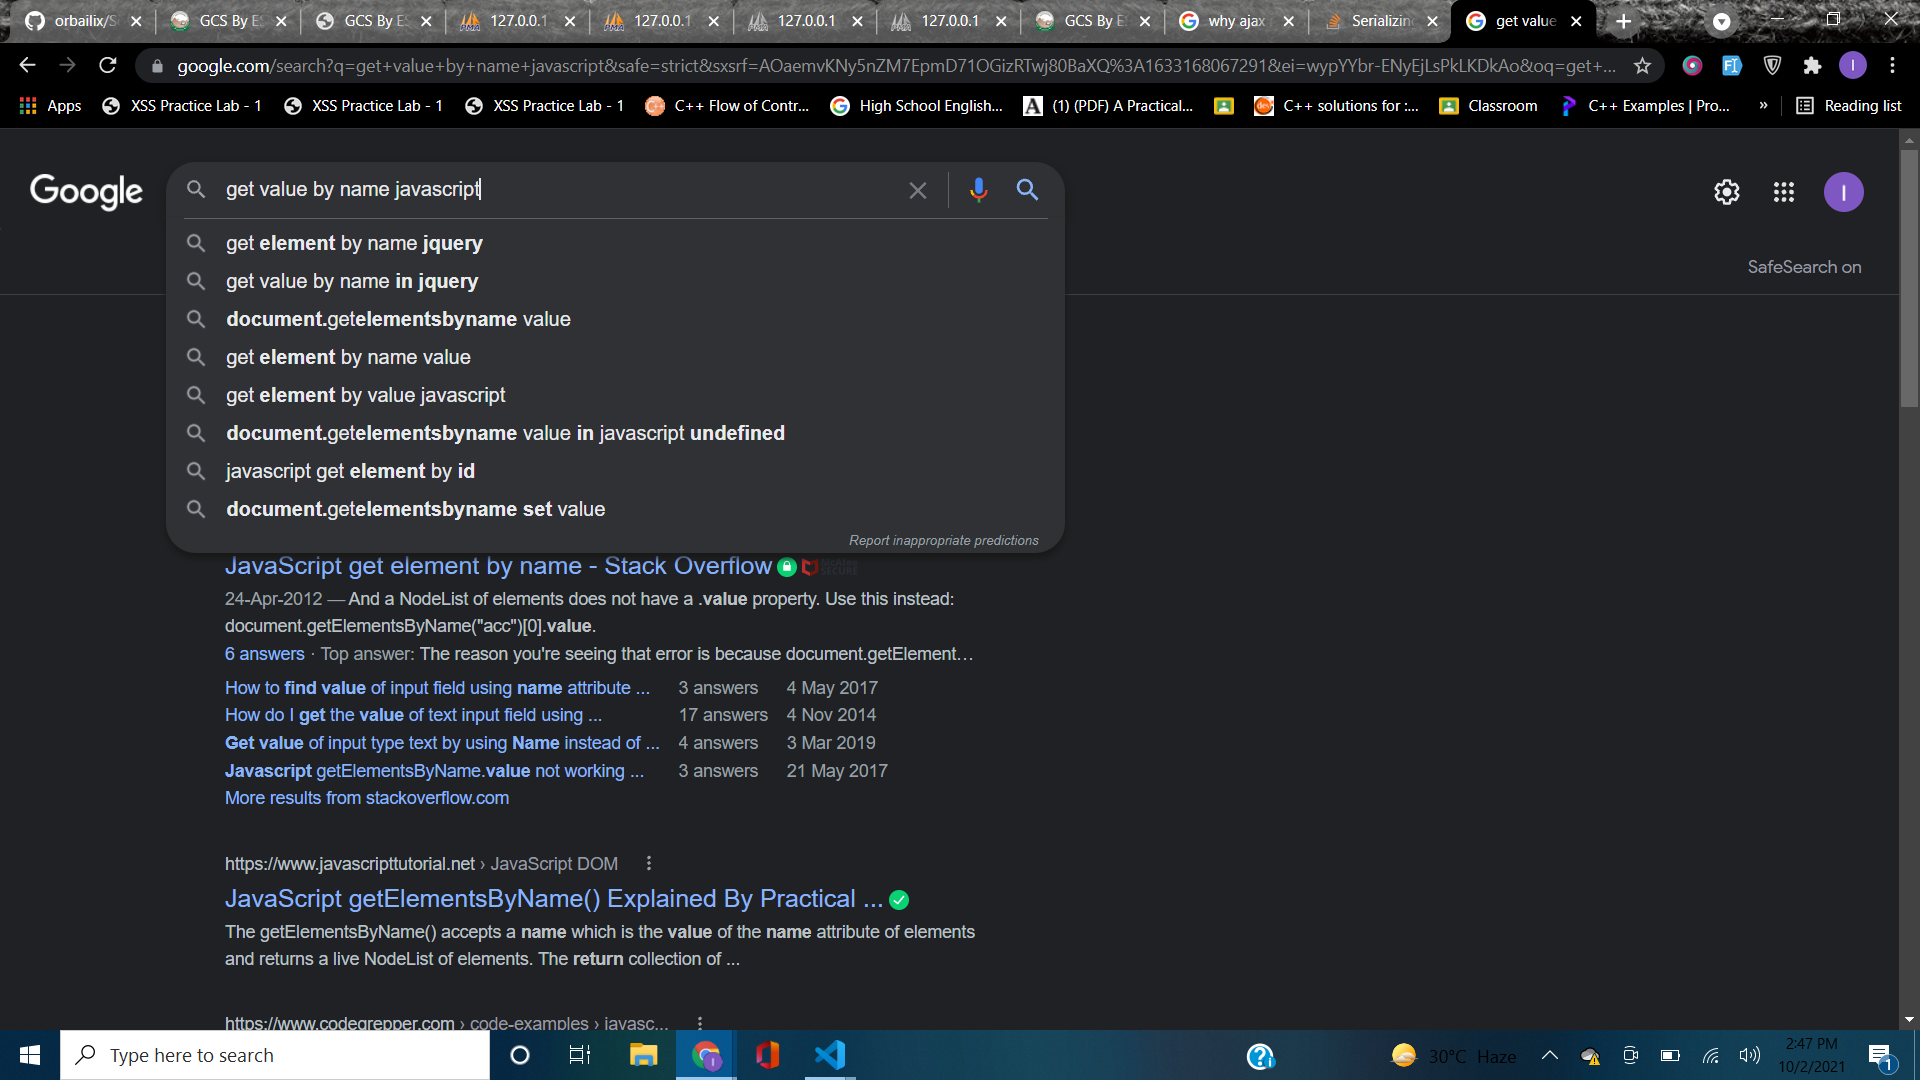 orbailix/S
GCS By ES
GCS By ES
127.0.0.1
127.0.0.1
127.0.0.1
127.0.0.1
GCS By ES
why ajax
Serializing
get value
google.com/search?q=get+value+by+name+javascript&safe=strict&sxsrf=AOaemvKNy5nZM7EpmD71OGizRTwj80BaXQ%3A1633168067291&ei=wypYYbr-ENyEjLsPkLKDkAo&oq=get+...
I
Apps
XSS Practice Lab - 1
XSS Practice Lab - 1
XSS Practice Lab - 1
C++ Flow of Contr...
High School English...
(1) (PDF) A Practical...
C++ solutions for :...
Classroom
C++ Examples | Pro...
»
Reading list
Google
get value by name javascript
I
get element by name jquery
get value by name in jquery
document.getelementsbyname value
get element by name value
get element by value javascript
document.getelementsbyname value in javascript undefined
javascript get element by id
document.getelementsbyname set value
Report inappropriate predictions
SafeSearch on
JavaScript get element by name - Stack Overflow
McAfee SECURE
24-Apr-2012 — And a NodeList of elements does not have a .value property. Use this instead:
document.getElementsByName("acc")[0].value.
6 answers · Top answer: The reason you're seeing that error is because document.getElement…
How to find value of input field using name attribute ... 3 answers 4 May 2017
How do I get the value of text input field using ... 17 answers 4 Nov 2014
Get value of input type text by using Name instead of ... 4 answers 3 Mar 2019
Javascript getElementsByName.value not working ... 3 answers 21 May 2017
More results from stackoverflow.com
https://www.javascripttutorial.net › JavaScript DOM
JavaScript getElementsByName() Explained By Practical ...
The getElementsByName() accepts a name which is the value of the name attribute of elements
and returns a live NodeList of elements. The return collection of ...
https://www.codegrepper.com › code-examples › javasc...
Type here to search
30°C Haze
2:47 PM
10/2/2021
1